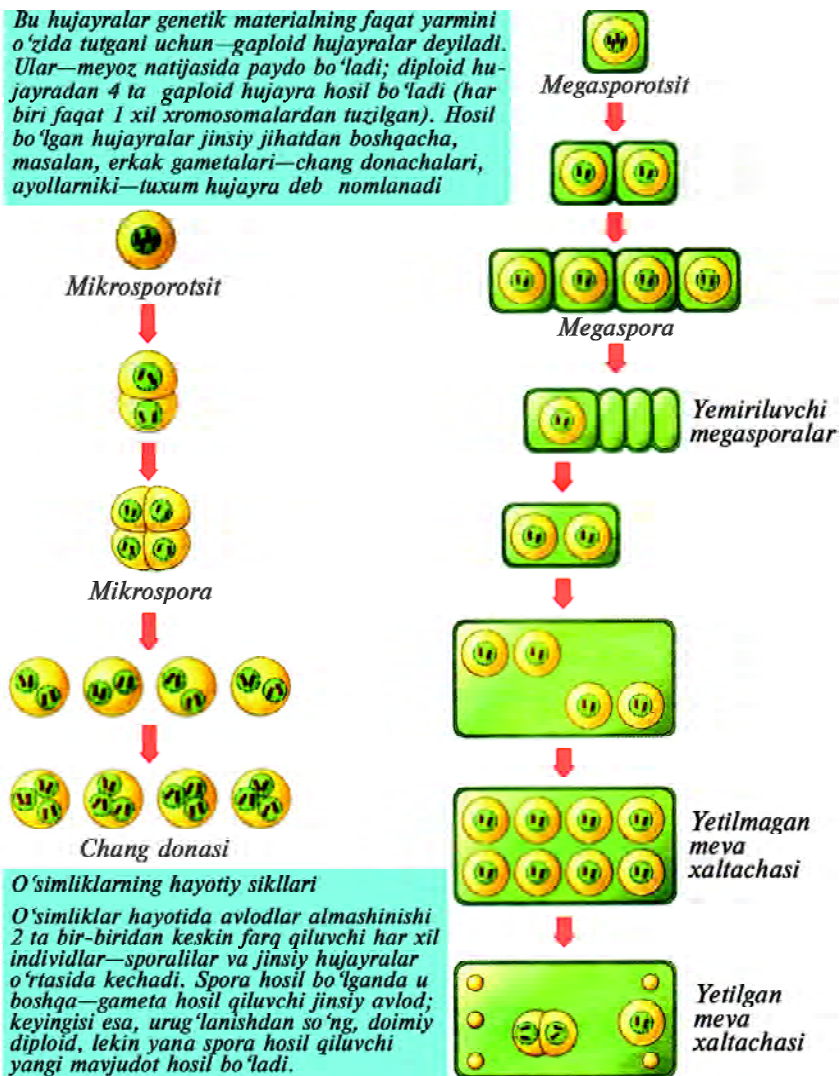 Bu hujayralar genetik materialning faqat yarmini
o‘zida tutgani uchun—gaploid hujayralar deyiladi.
Ular—meyoz natijasida paydo bo‘ladi; diploid hu-
jayradan 4 ta gaploid hujayra hosil bo‘ladi (har
biri faqat 1 xil xromosomalardan tuzilgan). Hosil
bo‘lgan hujayralar jinsiy jihatdan boshqacha,
masalan, erkak gametalari—chang donachalari,
ayollarniki—tuxum hujayra deb nomlanadi
Mikrosporotsit
Mikrospora
Chang donasi
Megasporotsit
Megaspora
Yemiriluvchi
megasporalar
Yetilmagan
meva
xaltachasi
Yetilgan
meva
xaltachasi
O‘simliklarning hayotiy sikllari
O‘simliklar hayotida avlodlar almashinishi
2 ta bir-biridan keskin farq qiluvchi har xil
individlar—sporalilar va jinsiy hujayralar
o‘rtasida kechadi. Spora hosil bo‘lganda u
boshqa—gameta hosil qiluvchi jinsiy avlod;
keyingisi esa, urug‘lanishdan so‘ng, doimiy
diploid, lekin yana spora hosil qiluvchi
yangi mavjudot hosil bo‘ladi.